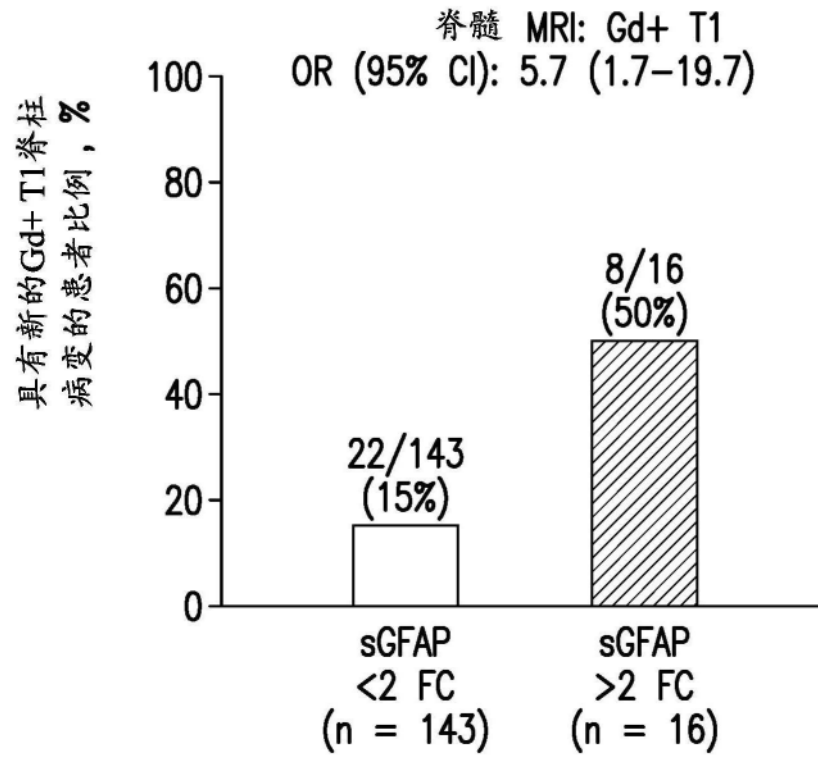 脊髓 MRI: Gd+ T1
OR (95% CI): 5.7 (1.7–19.7)
具有新的Gd+ T1脊柱
病变的患者比例，%
100
80
60
40
20
0
22/143
(15%)
8/16
(50%)
sGFAP
<2 FC
(n = 143)
sGFAP
>2 FC
(n = 16)